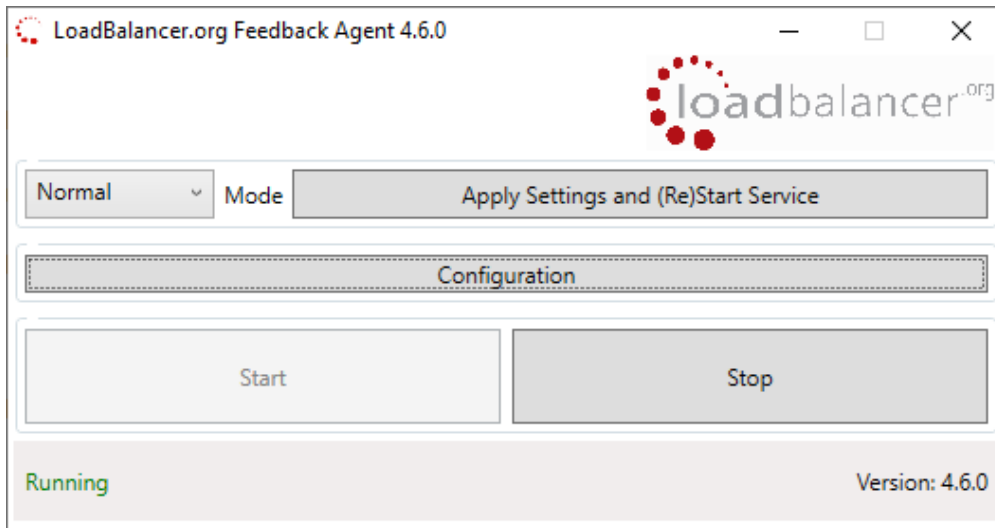 LoadBalancer.org Feedback Agent 4.6.0
loadbalancer.org
Normal Mode Apply Settings and (Re)Start Service
Configuration
Start Stop
Running Version: 4.6.0